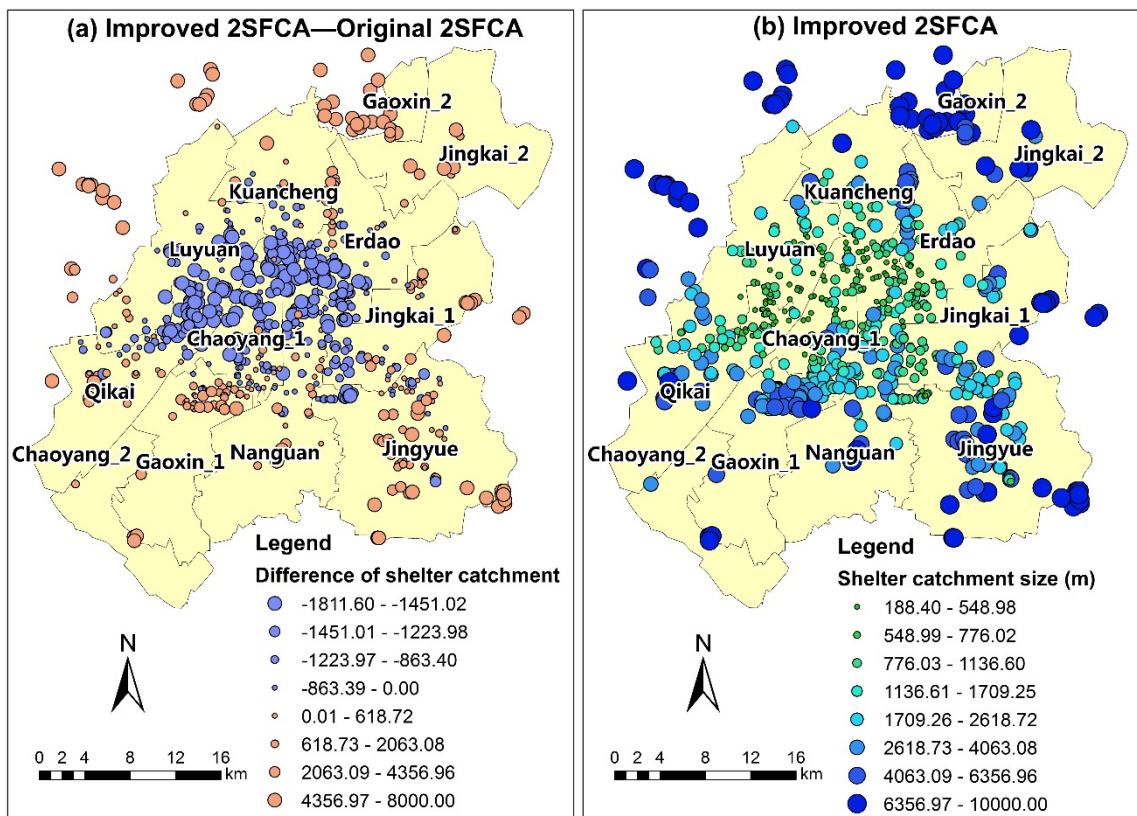 (a) Improved 2SFCA—Original 2SFCA
Gaoxin_2
Jingkai_2
Kuancheng
Luyuan
Erdao
Jingkai_1
Chaoyang_1
Qikai
Chaoyang_2
Gaoxin_1
Nanguan
Jingyue
Legend
Difference of shelter catchment
-1811.60 - -1451.02
-1451.01 - -1223.98
-1223.97 - -863.40
-863.39 - 0.00
0.01 - 618.72
618.73 - 2063.08
2063.09 - 4356.96
4356.97 - 8000.00
N
0 2 4 8 12 16
km
(b) Improved 2SFCA
Gaoxin_2
Jingkai_2
Kuancheng
Luyuan
Erdao
Jingkai_1
Chaoyang_1
Qikai
Chaoyang_2
Gaoxin_1
Nanguan
Jingyue
Legend
Shelter catchment size (m)
188.40 - 548.98
548.99 - 776.02
776.03 - 1136.60
1136.61 - 1709.25
1709.26 - 2618.72
2618.73 - 4063.08
4063.09 - 6356.96
6356.97 - 10000.00
N
0 2 4 8 12 16
km